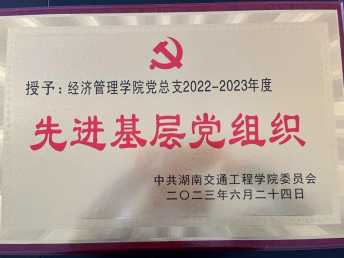 授予：经济管理学院党总支2022-2023年度
先进基层党组织
中共湖南交通工程学院委员会
二〇二三年六月二十四日